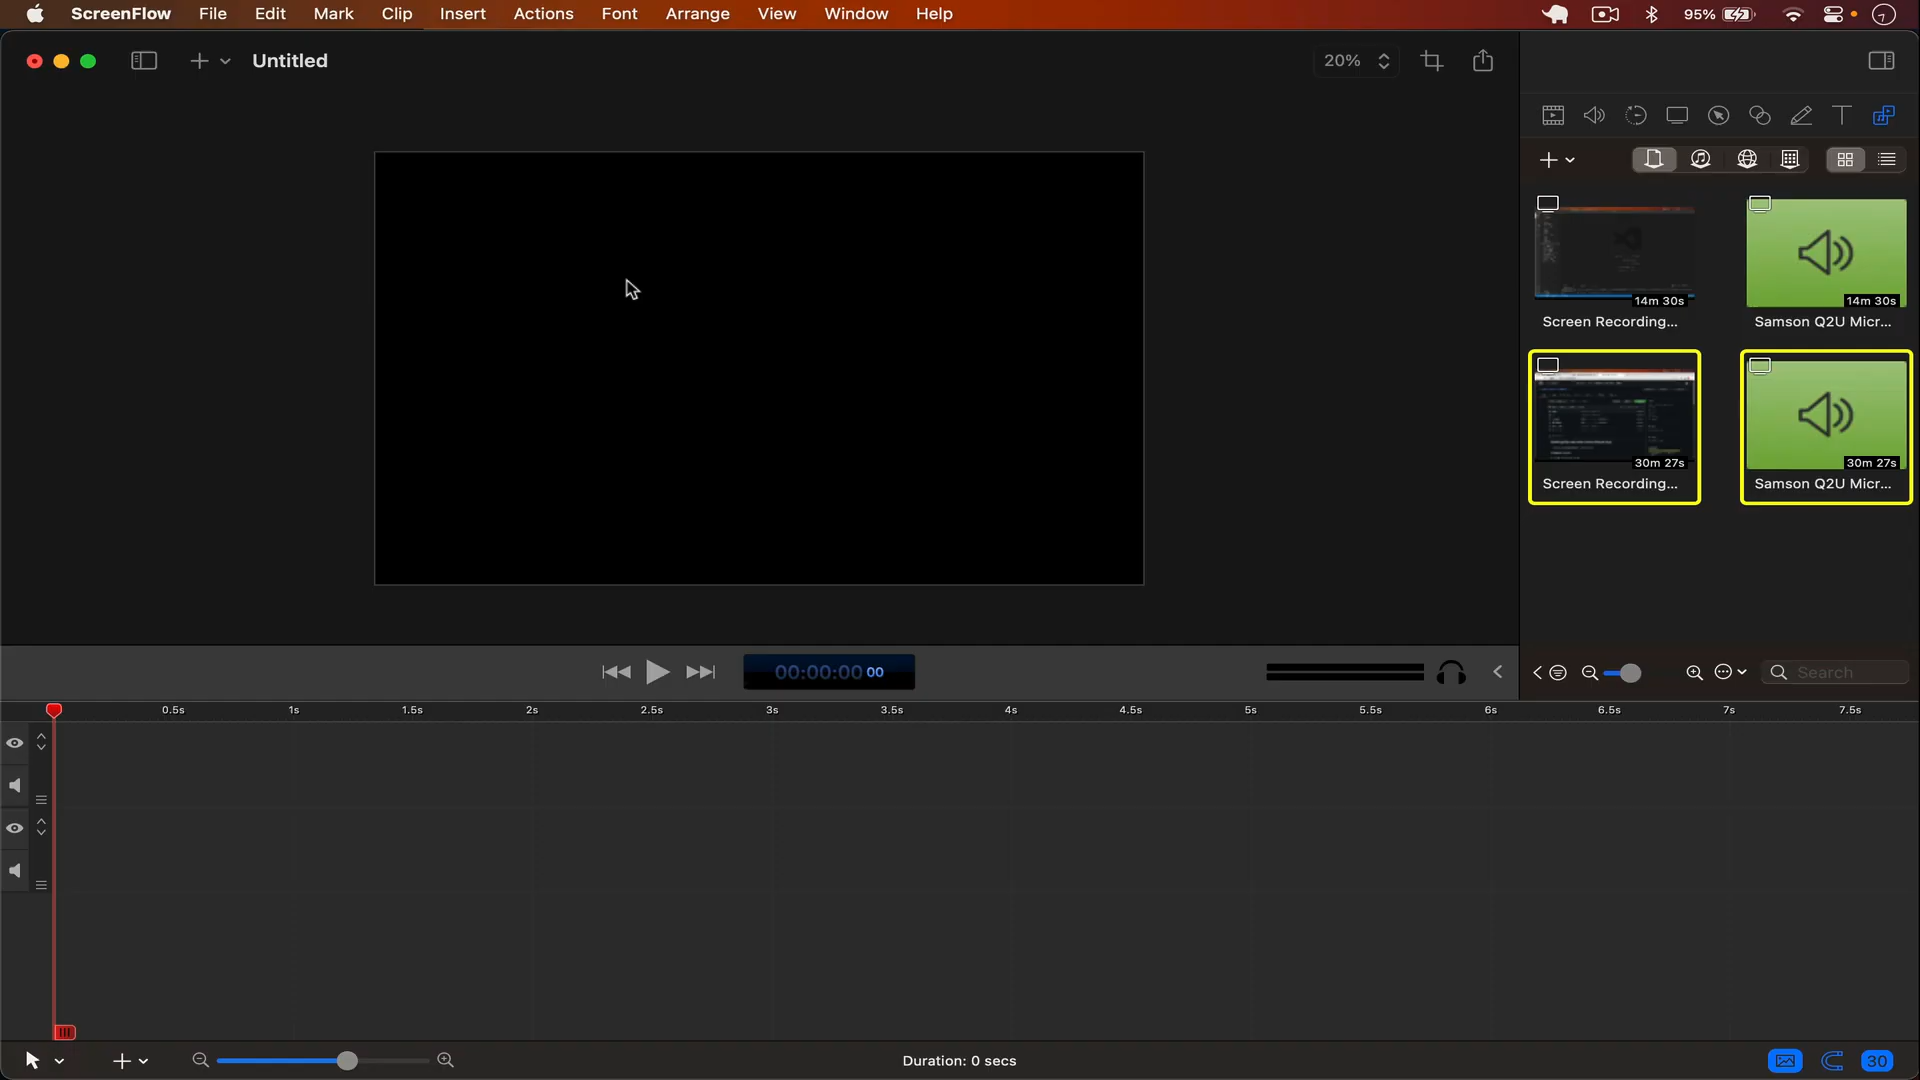 ScreenFlow File Edit Mark Clip Insert Actions Font Arrange View Window Help 95%
Untitled 20%
14m 30s 14m 30s
Screen Recording... Samson Q2U Micr...
30m 27s 30m 27s
Screen Recording... Samson Q2U Micr...
00:00:00 00 Search
0.5s 1s 1.5s 2s 2.5s 3s 3.5s 4s 4.5s 5s 5.5s 6s 6.5s 7s 7.5s
Duration: 0 secs 30